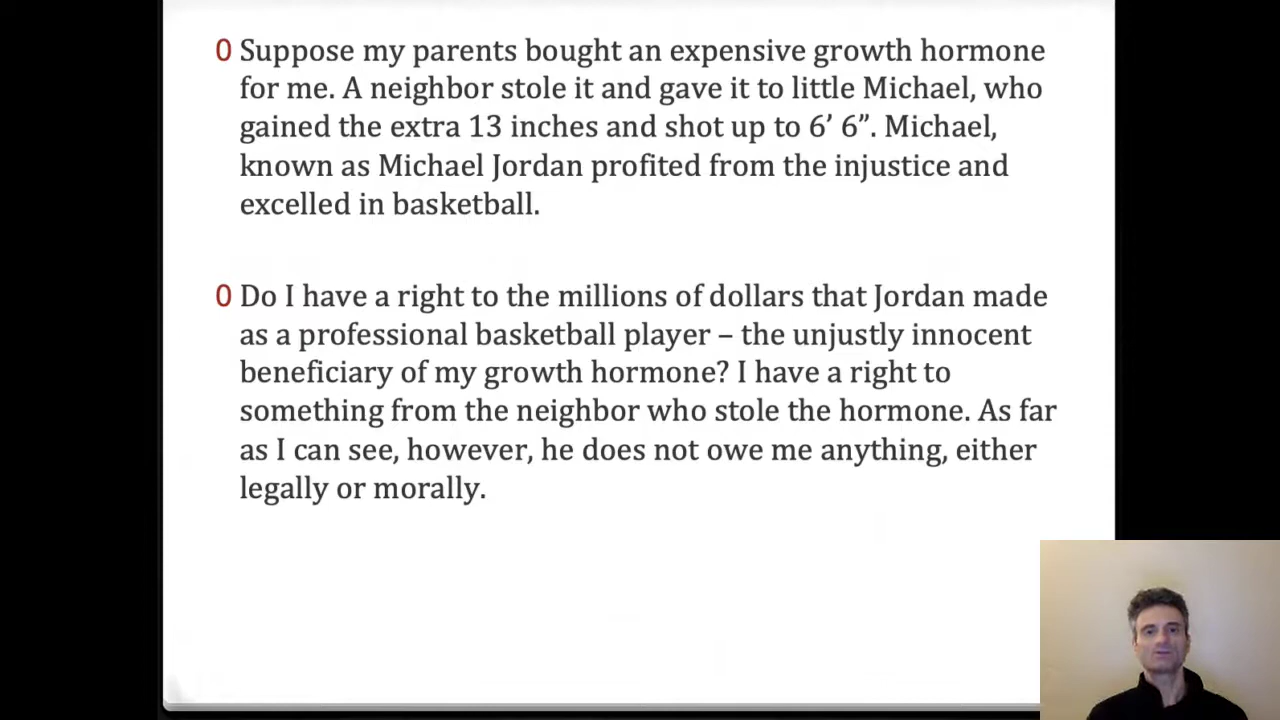 0 Suppose my parents bought an expensive growth hormone
for me. A neighbor stole it and gave it to little Michael, who
gained the extra 13 inches and shot up to 6’ 6”. Michael,
known as Michael Jordan profited from the injustice and
excelled in basketball.
0 Do I have a right to the millions of dollars that Jordan made
as a professional basketball player – the unjustly innocent
beneficiary of my growth hormone? I have a right to
something from the neighbor who stole the hormone. As far
as I can see, however, he does not owe me anything, either
legally or morally.